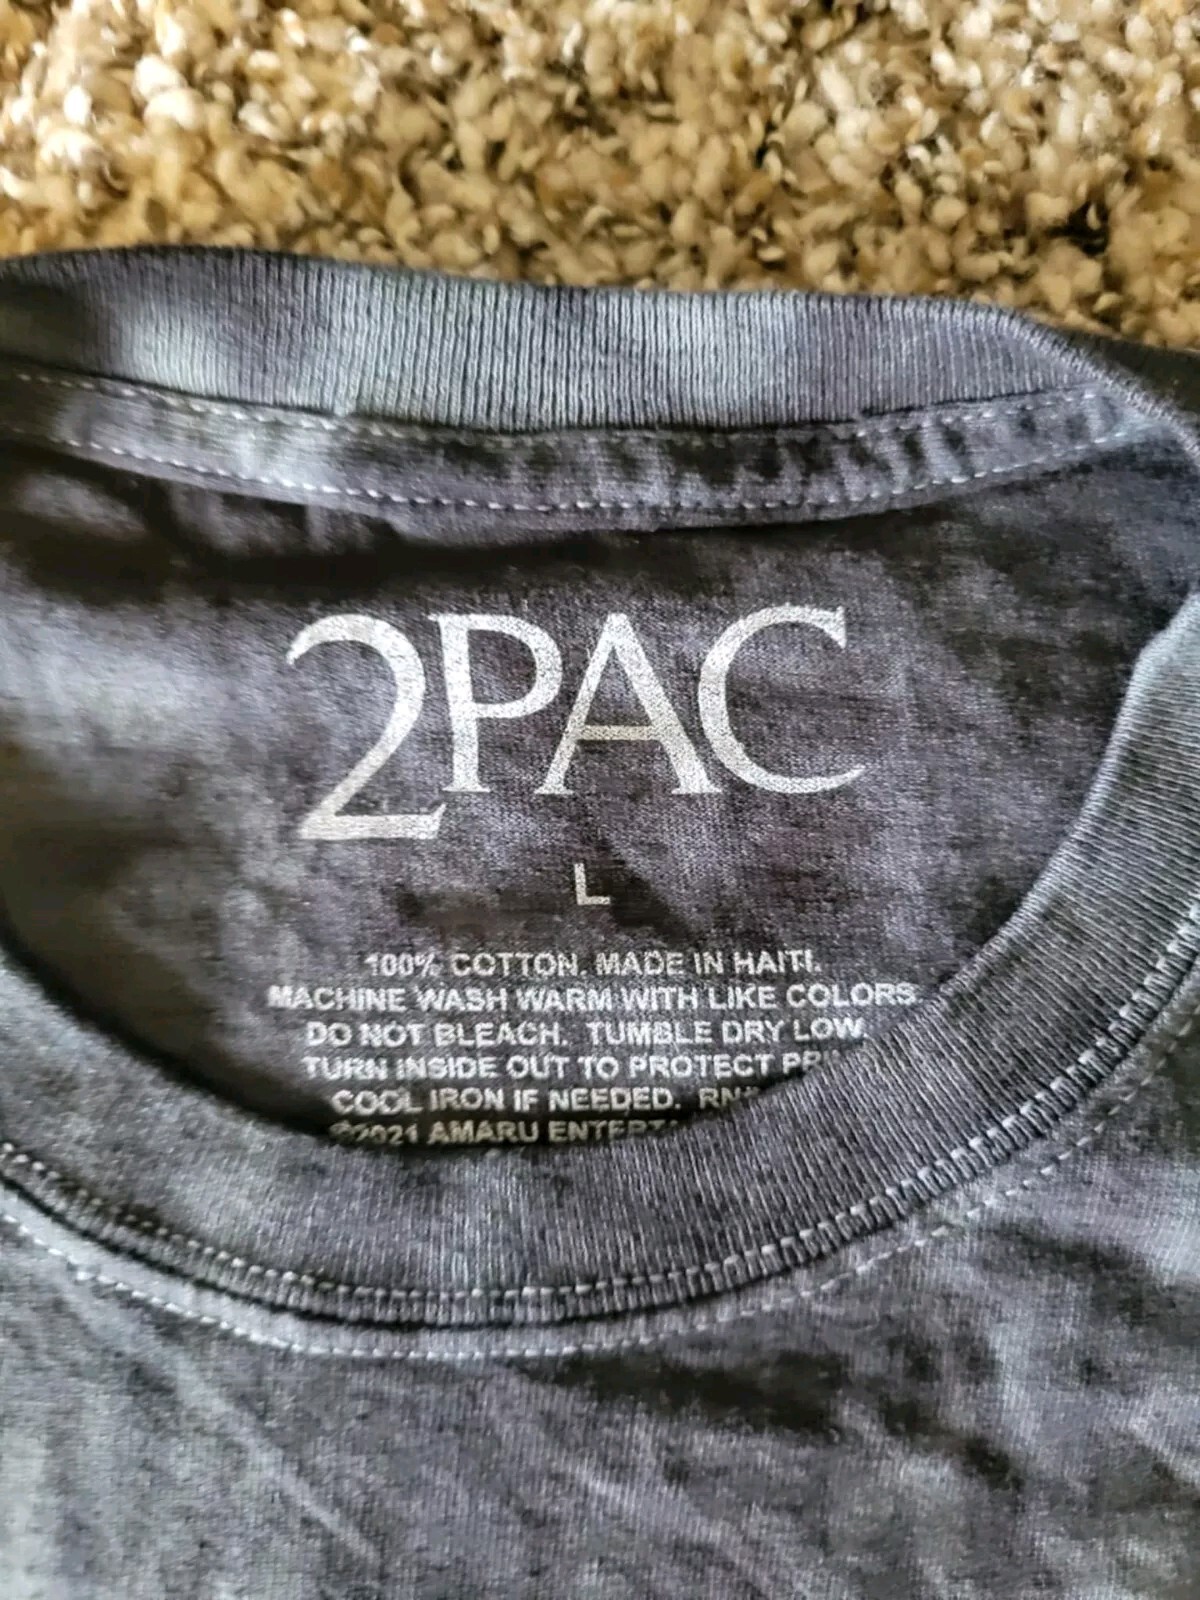 2PAC
L
100% COTTON. MADE IN HAITI.
MACHINE WASH WARM WITH LIKE COLORS.
DO NOT BLEACH. TUMBLE DRY LOW.
TURN INSIDE OUT TO PROTECT
COOL IRON IF NEEDED.
©2021 AMARU